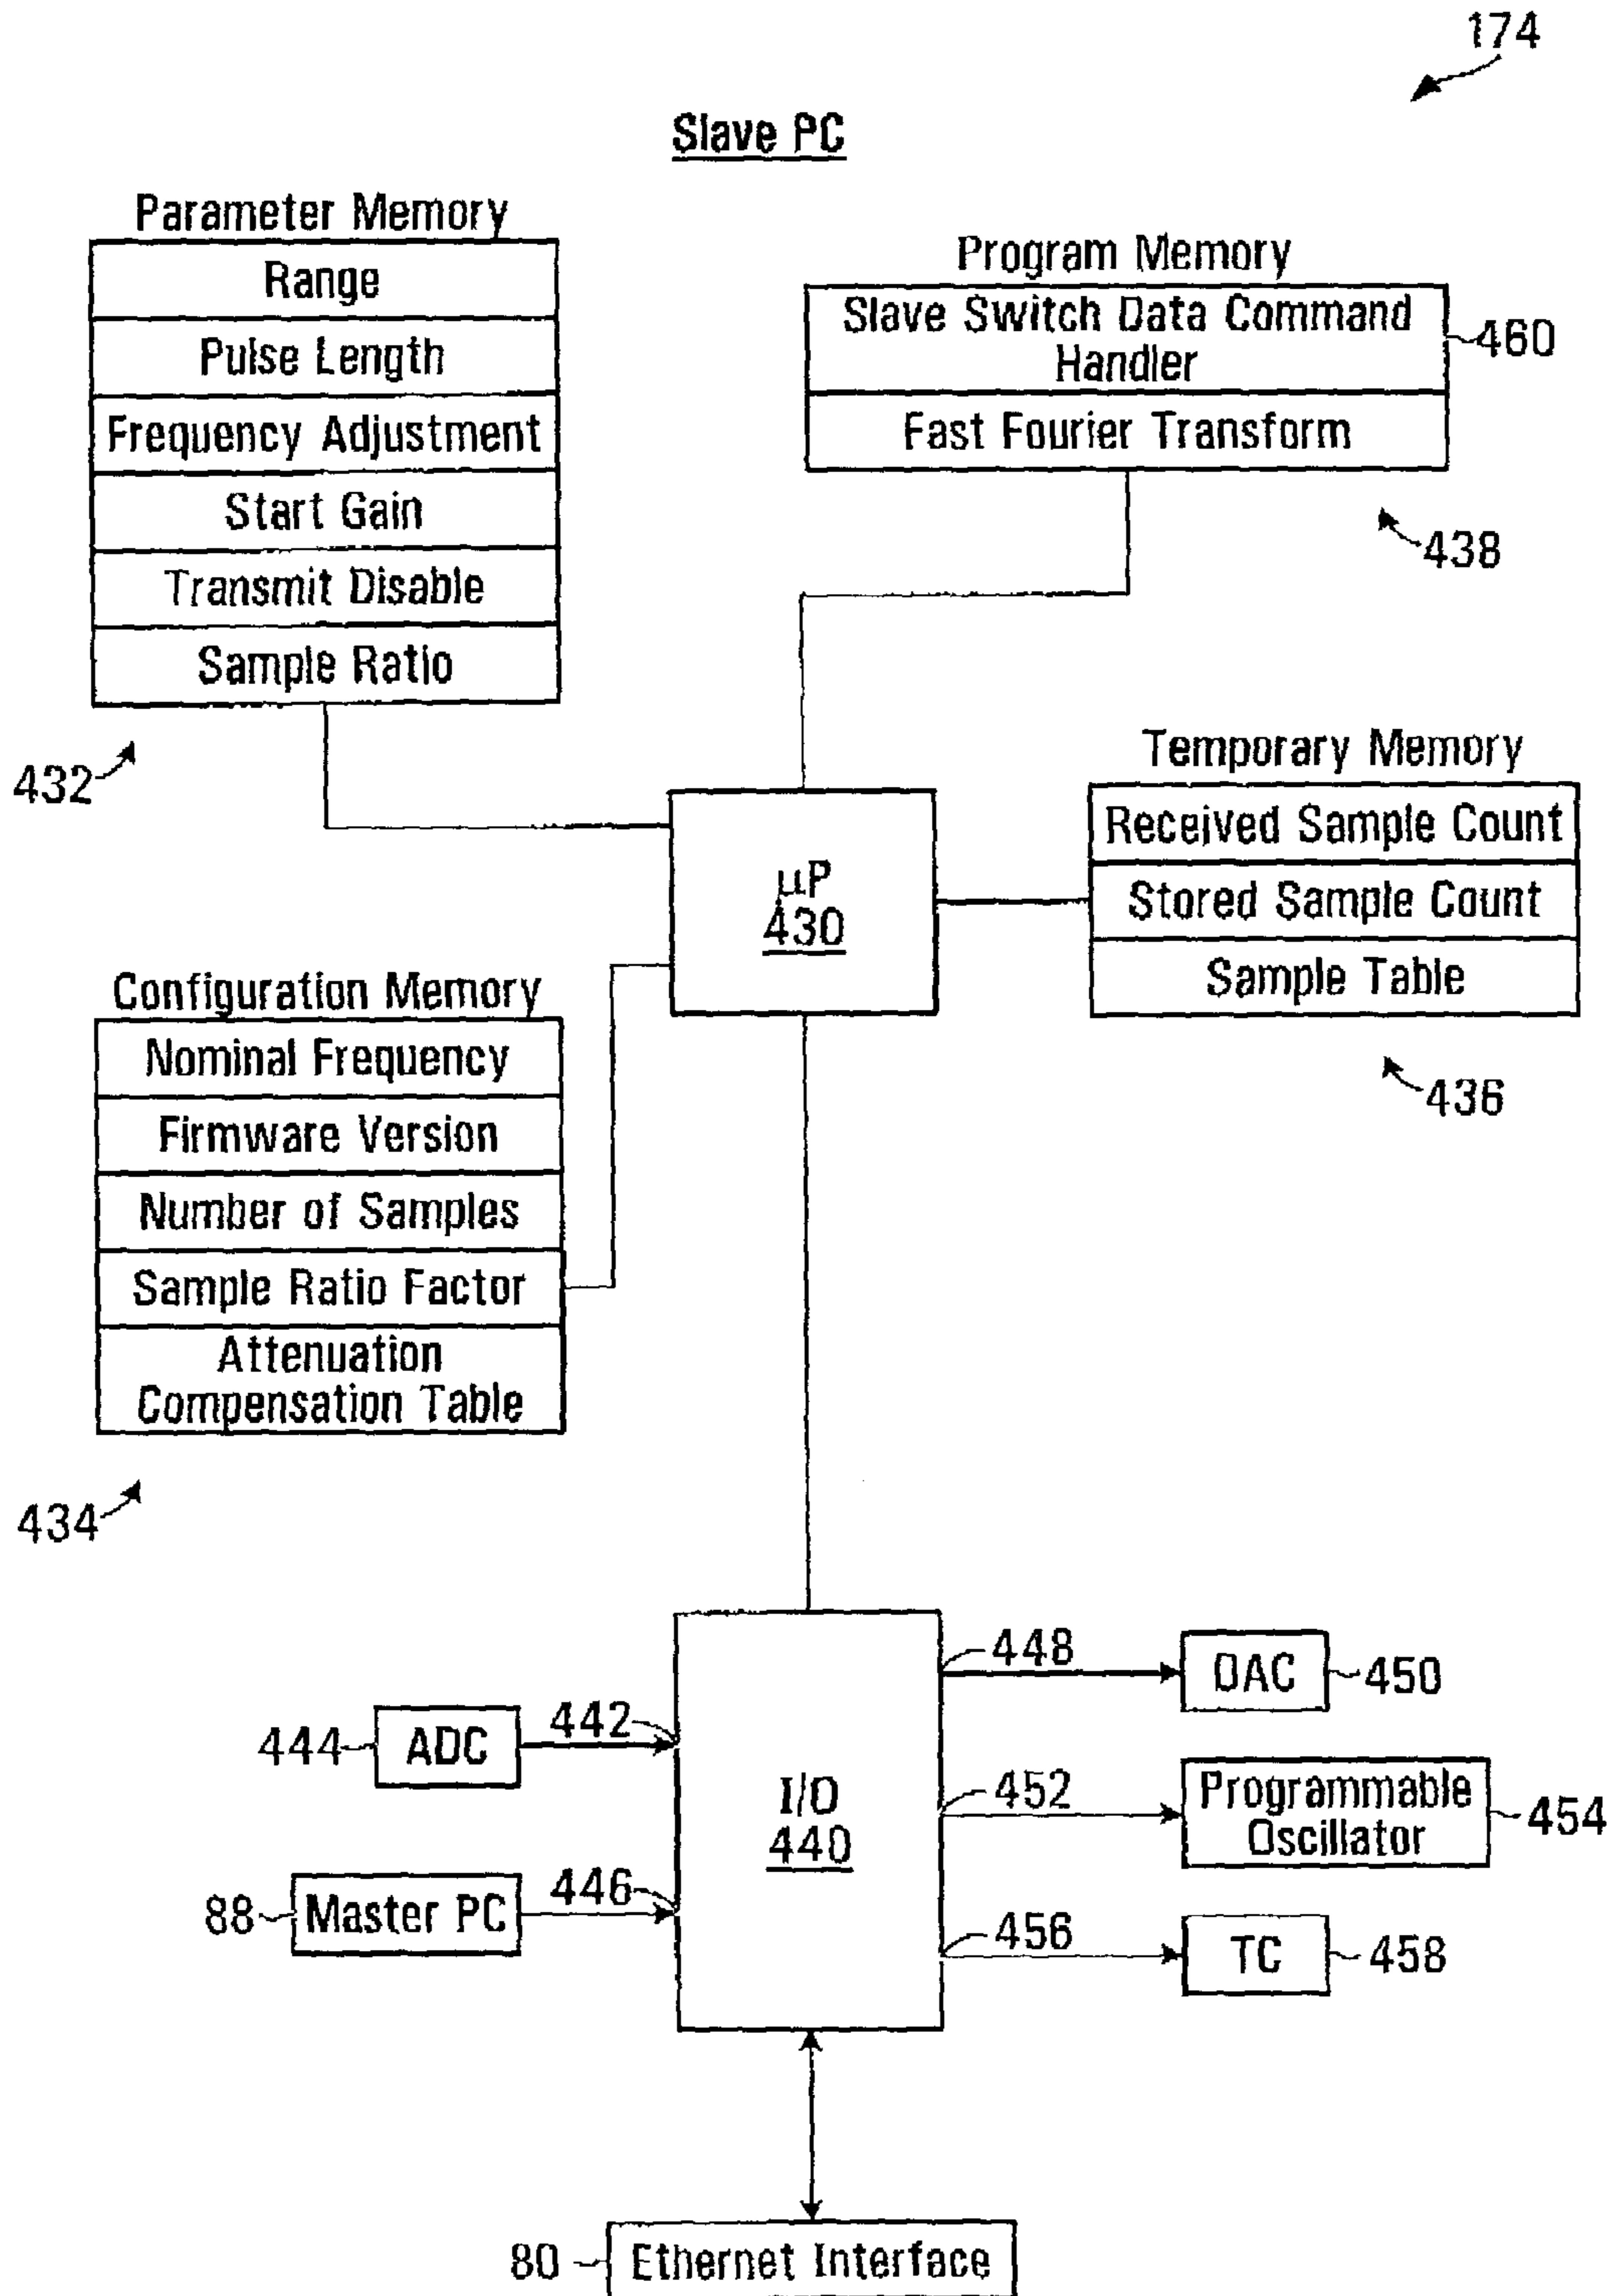 174
Slave PC
Parameter Memory
Range
Pulse Length
Frequency Adjustment
Start Gain
Transmit Disable
Sample Ratio
432
Program Memory
Slave Switch Data Command
Handler
460
Fast Fourier Transform
438
Temporary Memory
Received Sample Count
Stored Sample Count
Sample Table
436
µP
430
Configuration Memory
Nominal Frequency
Firmware Version
Number of Samples
Sample Ratio Factor
Attenuation
Compensation Table
434
444
ADC
442
88
Master PC
446
I/O
440
448
DAC
450
452
Programmable
Oscillator
454
456
TC
458
80
Ethernet Interface